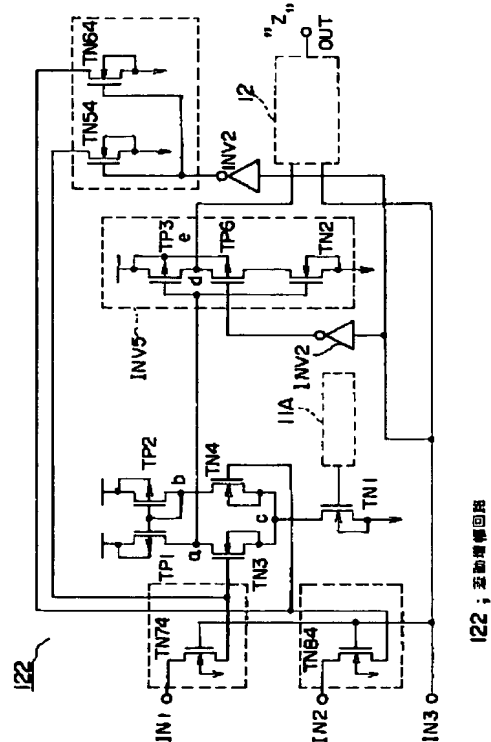 122
IN1
TN74
TP1
TP2
a
b
TN3
TN4
c
IN2
TN84
TN1
11A
IN3
INV5
TP3
e
d
TP6
TN2
INV2
INV2
TN54
TN64
12
"Z"
OUT
122 ; 差動増幅回路